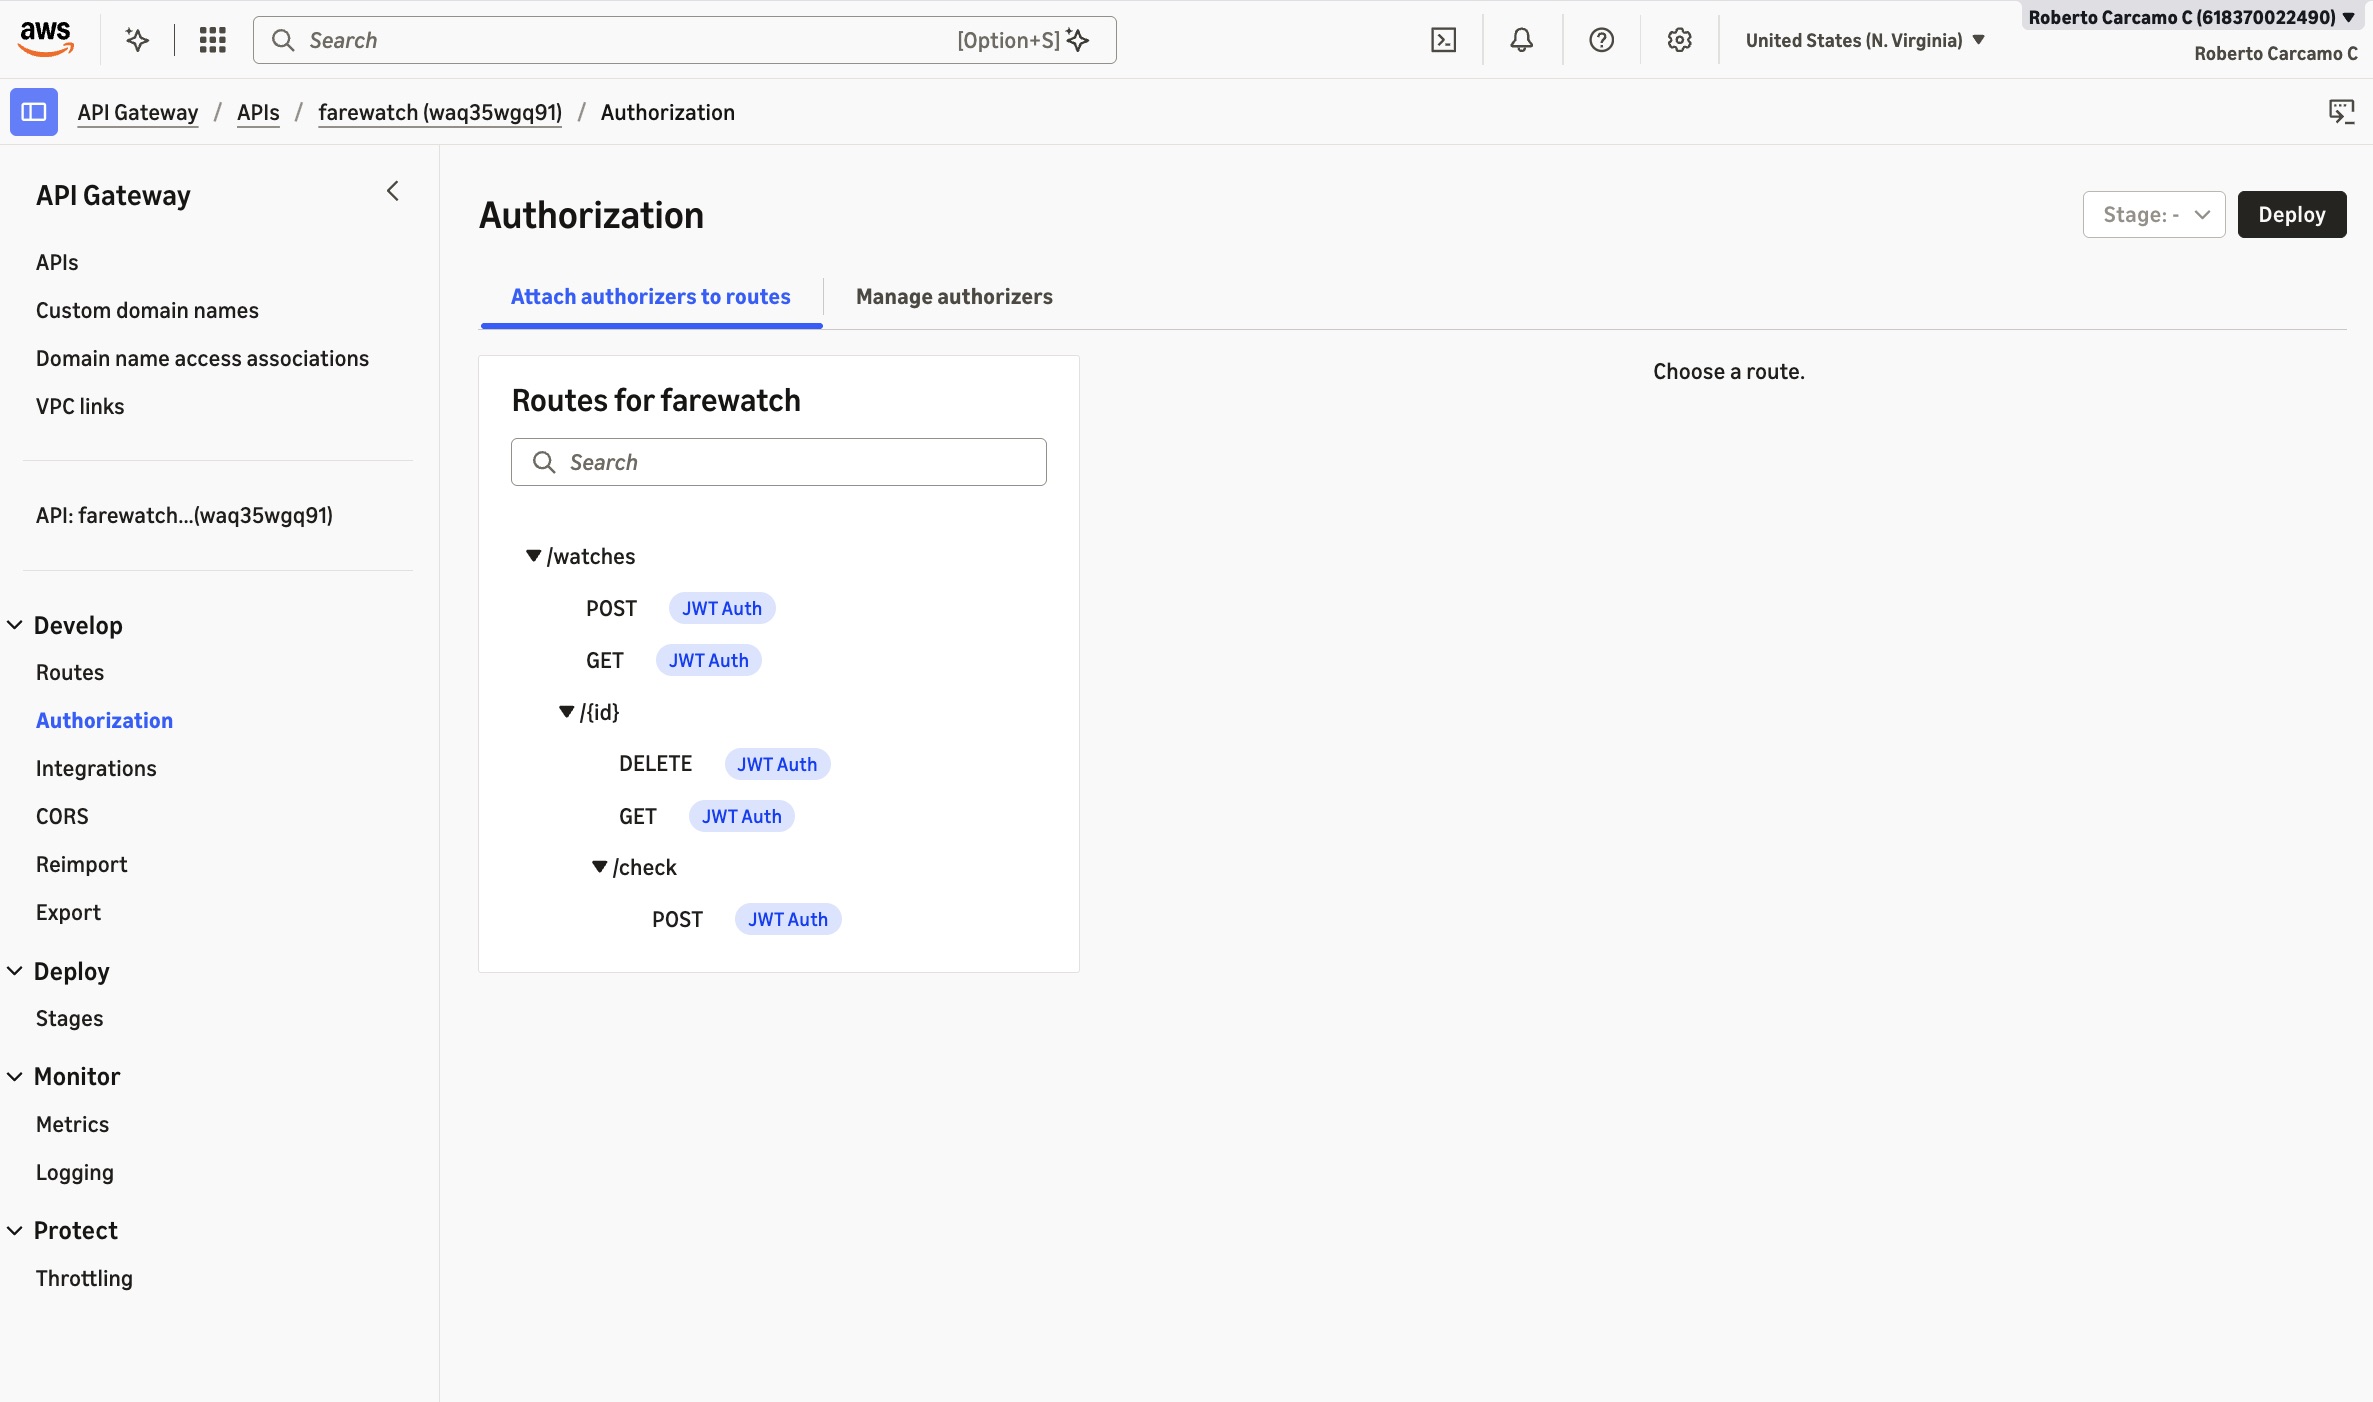 aws
Search [Option+S]
United States (N. Virginia)
Roberto Carcamo C (618370022490)
Roberto Carcamo C
API Gateway / APIs / farewatch (waq35wgq91) / Authorization
API Gateway
APIs
Custom domain names
Domain name access associations
VPC links
API: farewatch...(waq35wgq91)
Develop
Routes
Authorization
Integrations
CORS
Reimport
Export
Deploy
Stages
Monitor
Metrics
Logging
Protect
Throttling
Authorization
Stage: -
Deploy
Attach authorizers to routes
Manage authorizers
Routes for farewatch
Search
/watches
POST JWT Auth
GET JWT Auth
/{id}
DELETE JWT Auth
GET JWT Auth
/check
POST JWT Auth
Choose a route.